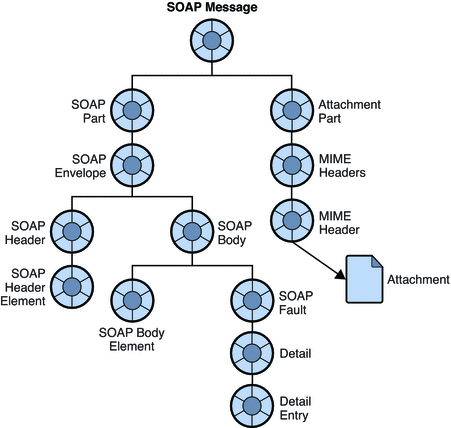 SOAP Message
SOAP
Part
Attachment
Part
SOAP
Envelope
MIME
Headers
SOAP
Header
SOAP
Body
MIME
Header
SOAP
Header
Element
SOAP Body
Element
SOAP
Fault
Attachment
Detail
Detail
Entry